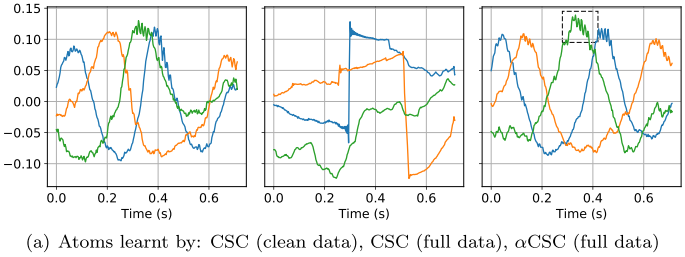 0.15
0.10
0.05
0.00
−0.05
−0.10
0.0 0.2 0.4 0.6 0.0 0.2 0.4 0.6 0.0 0.2 0.4 0.6
Time (s) Time (s) Time (s)
(a) Atoms learnt by: CSC (clean data), CSC (full data), αCSC (full data)